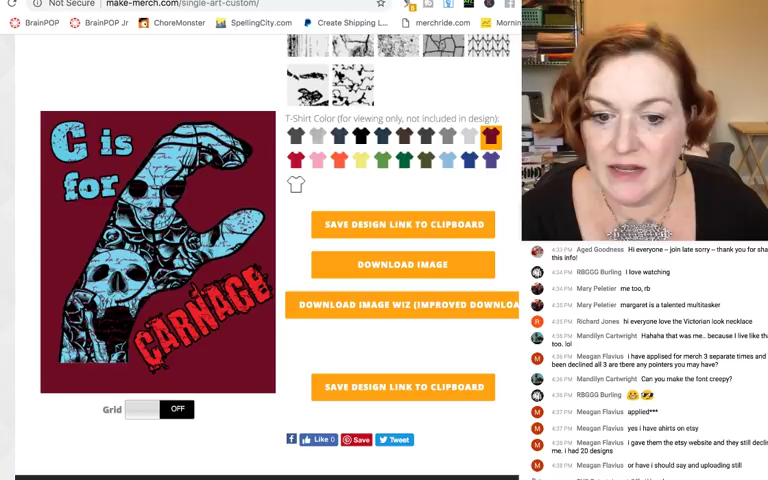 Not Secure | make-merch.com/single-art-custom/
BrainPOP
BrainPOP Jr
ChoreMonster
SpellingCity.com
Create Shipping L...
merchride.com
T-Shirt Color (for viewing only, not included in design):
C is
for
CARNAGE
SAVE DESIGN LINK TO CLIPBOARD
DOWNLOAD IMAGE
DOWNLOAD IMAGE W/Z (IMPROVED DOWNLOA
SAVE DESIGN LINK TO CLIPBOARD
Grid OFF
Like 0
Save
Tweet
4:33 PM Aged Goodness Hi everyone -- join late sorry -- thank you for sha
this info!
4:34 PM RBGGG Burling I love watching
4:34 PM Mary Peletier me too, rb
4:35 PM Mary Peletier margaret is a talented multitasker
4:35 PM Richard Jones hi everyone love the Victorian look necklace
4:36 PM Mandilyn Cartwright Hahaha that was me.. because I live like tha
too. lol
4:36 PM Meagan Flavius i have applised for merch 3 separate times and
been declined all 3 are there any pointers you may have?
4:36 PM Mandilyn Cartwright Can you make the font creepy?
4:36 PM RBGGG Burling
4:36 PM Meagan Flavius applied***
Meagan Flavius yes i have ahirts on etsy
Meagan Flavius i gave them the etsy website and they still decli
me. i had 20 designs
4:38 PM Meagan Flavius or have i should say and uploading still